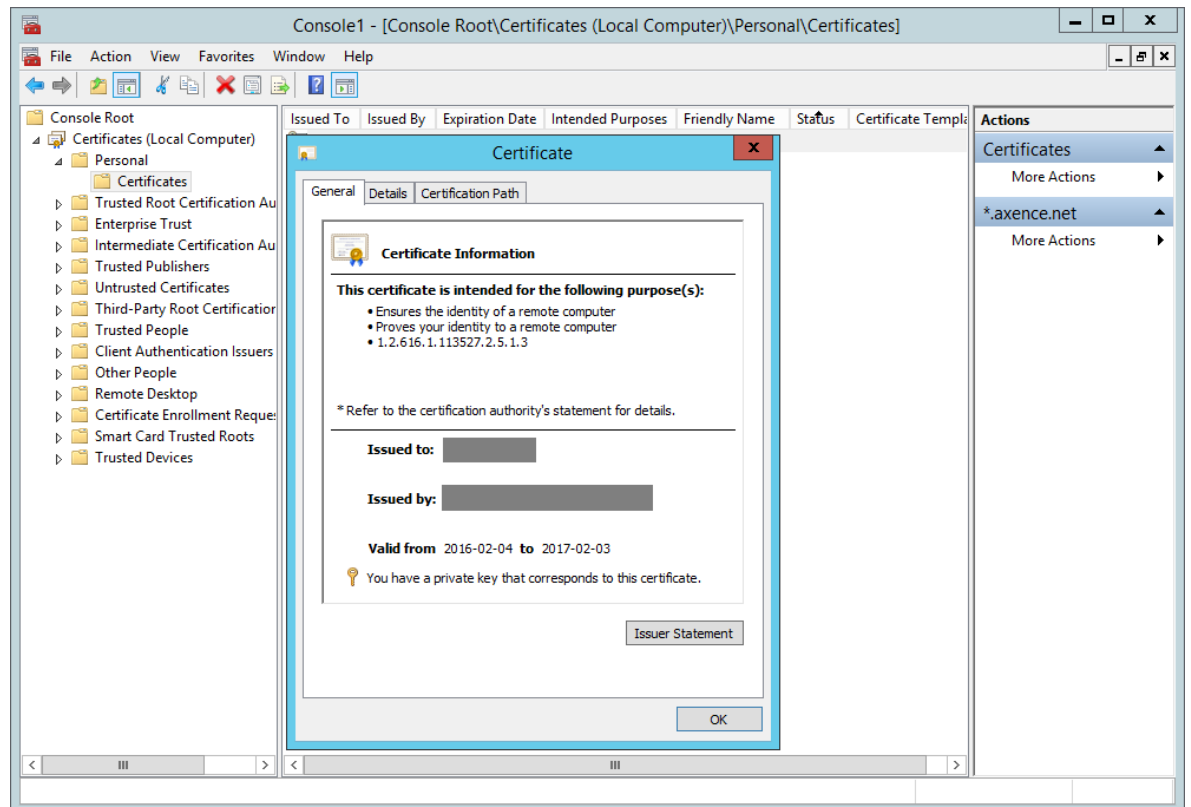 Console1 - [Console Root\Certificates (Local Computer)\Personal\Certificates]
File Action View Favorites Window Help
Console Root
Certificates (Local Computer)
Personal
Certificates
Trusted Root Certification Au
Enterprise Trust
Intermediate Certification Au
Trusted Publishers
Untrusted Certificates
Third-Party Root Certification
Trusted People
Client Authentication Issuers
Other People
Remote Desktop
Certificate Enrollment Reque
Smart Card Trusted Roots
Trusted Devices
Issued To Issued By Expiration Date Intended Purposes Friendly Name Status Certificate Templa
Certificate
General Details Certification Path
Certificate Information
This certificate is intended for the following purpose(s):
• Ensures the identity of a remote computer
• Proves your identity to a remote computer
• 1.2.616.1.113527.2.5.1.3
* Refer to the certification authority's statement for details.
Issued to:
Issued by:
Valid from 2016-02-04 to 2017-02-03
You have a private key that corresponds to this certificate.
Issuer Statement
OK
Actions
Certificates
More Actions
*.axence.net
More Actions